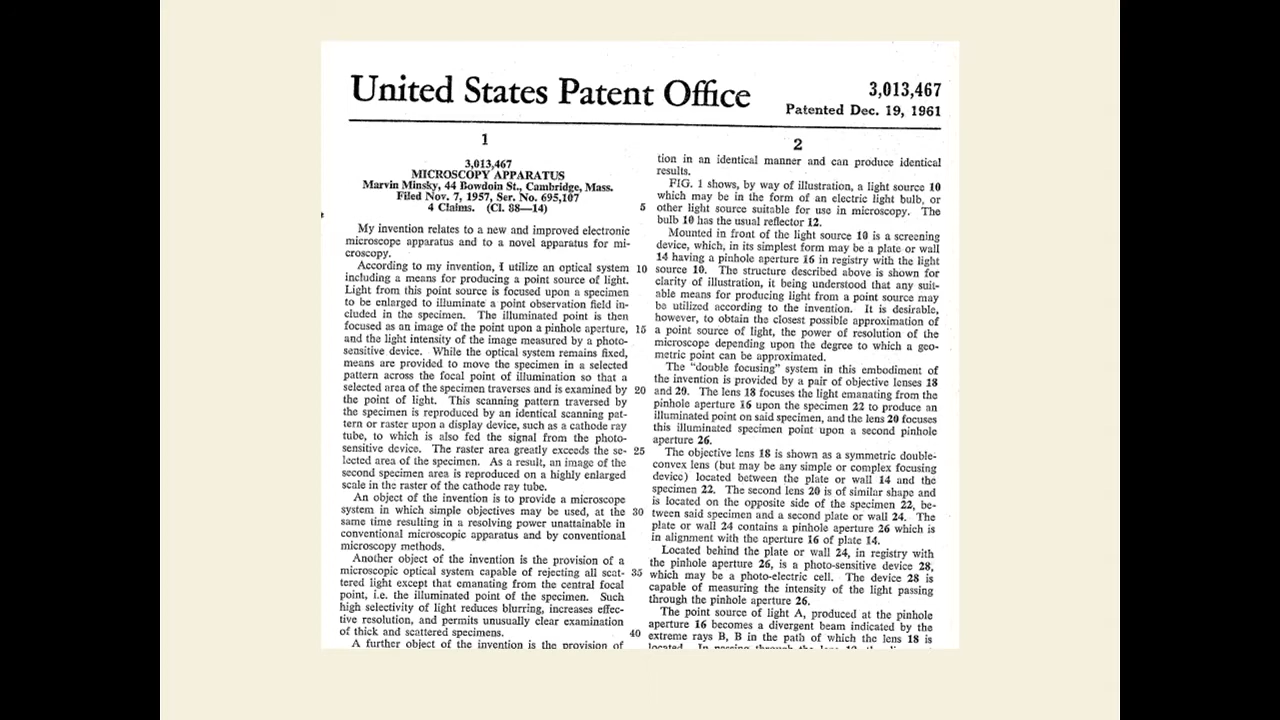 United States Patent Office
3,013,467
Patented Dec. 19, 1961
1
3,013,467
MICROSCOPY APPARATUS
Marvin Minsky, 44 Bowdoin St., Cambridge, Mass.
Filed Nov. 7, 1957, Ser. No. 695,107
4 Claims. (Cl. 88—14)
My invention relates to a new and improved electronic
microscope apparatus and to a novel apparatus for mi-
croscopy.
According to my invention, I utilize an optical system
including a means for producing a point source of light.
Light from this point source is focused upon a specimen
to be enlarged to illuminate a point observation field in-
cluded in the specimen. The illuminated point is then
focused as an image of the point upon a pinhole aperture,
and the light intensity of the image measured by a photo-
sensitive device. While the optical system remains fixed,
means are provided to move the specimen in a selected
pattern across the focal point of illumination so that a
selected area of the specimen traverses and is examined by
the point of light. This scanning pattern traversed by
the specimen is reproduced by an identical scanning pat-
tern or raster upon a display device, such as a cathode ray
tube, to which is also fed the signal from the photo-
sensitive device. The raster area greatly exceeds the se-
lected area of the specimen. As a result, an image of the
second specimen area is reproduced on a highly enlarged
scale in the raster of the cathode ray tube.
An object of the invention is to provide a microscope
system in which simple objectives may be used, at the
same time resulting in a resolving power unattainable in
conventional microscopic apparatus and by conventional
microscopy methods.
Another object of the invention is the provision of a
microscopic optical system capable of rejecting all scat-
tered light except that emanating from the central focal
point, i.e. the illuminated point of the specimen. Such
high selectivity of light reduces blurring, increases effec-
tive resolution, and permits unusually clear examination
of thick and scattered specimens.
A further object of the invention is the provision of
5
10
15
20
25
30
35
40
2
tion in an identical manner and can produce identical
results.
FIG. 1 shows, by way of illustration, a light source 10
which may be in the form of an electric light bulb, or
other light source suitable for use in microscopy. The
bulb 10 has the usual reflector 12.
Mounted in front of the light source 10 is a screening
device, which, in its simplest form may be a plate or wall
14 having a pinhole aperture 16 in registry with the light
source 10. The structure described above is shown for
clarity of illustration, it being understood that any suit-
able means for producing light from a point source may
be utilized according to the invention. It is desirable,
however, to obtain the closest possible approximation of
a point source of light, the power of resolution of the
microscope depending upon the degree to which a geo-
metric point can be approximated.
The "double focusing" system in this embodiment of
the invention is provided by a pair of objective lenses 18
and 20. The lens 18 focuses the light emanating from the
pinhole aperture 16 upon the specimen 22 to produce an
illuminated point on said specimen, and the lens 20 focuses
this illuminated specimen point upon a second pinhole
aperture 26.
The objective lens 18 is shown as a symmetric double-
convex lens (but may be any simple or complex focusing
device) located between the plate or wall 14 and the
specimen 22. The second lens 20 is of similar shape and
is located on the opposite side of the specimen 22, be-
tween said specimen and a second plate or wall 24. The
plate or wall 24 contains a pinhole aperture 26 which is
in alignment with the aperture 16 of plate 14.
Located behind the plate or wall 24, in registry with
the pinhole aperture 26, is a photo-sensitive device 28,
which may be a photo-electric cell. The device 28 is
capable of measuring the intensity of the light passing
through the pinhole aperture 26.
The point source of light A, produced at the pinhole
aperture 16 becomes a divergent beam indicated by the
extreme rays B, B in the path of which the lens 18 is